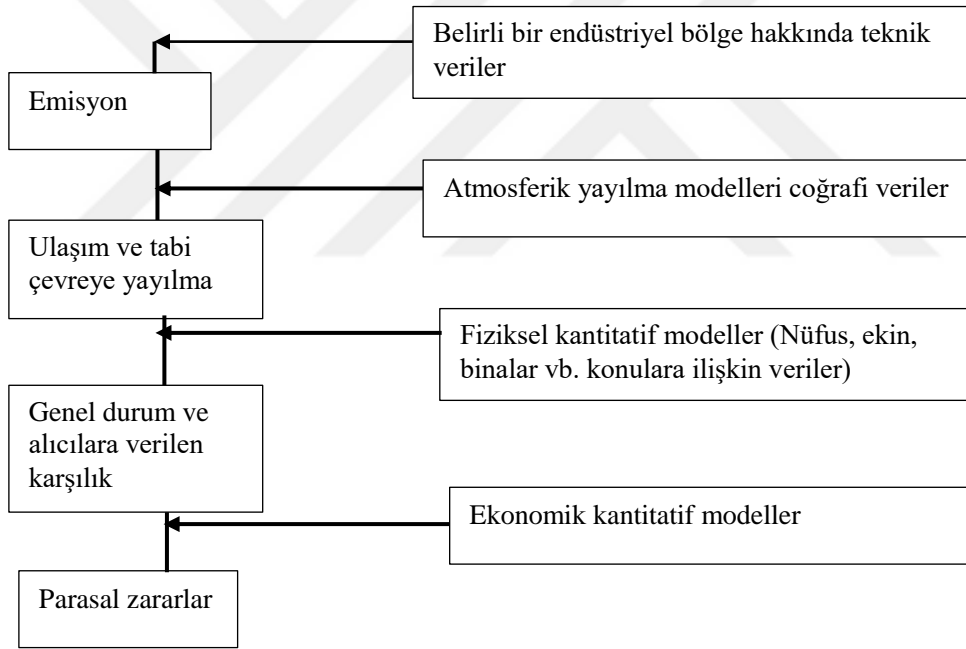 Belirli bir endüstriyel bölge hakkında teknik
veriler
Emisyon
Atmosferik yayılma modelleri coğrafi veriler
Ulaşım ve tabi
çevreye yayılma
Fiziksel kantitatif modeller (Nüfus, ekin,
binalar vb. konulara ilişkin veriler)
Genel durum ve
alıcılara verilen
karşılık
Ekonomik kantitatif modeller
Parasal zararlar